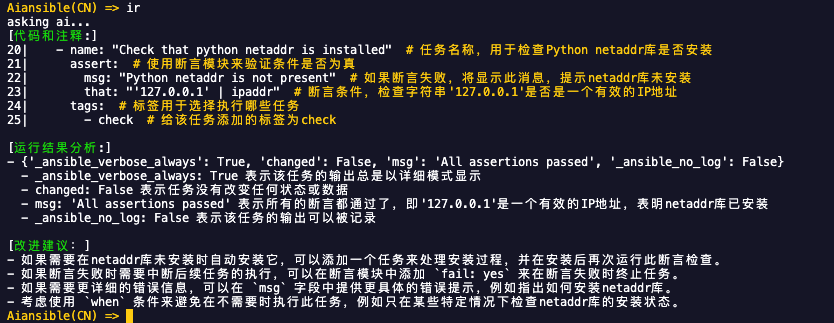 Aiansible(CN) => ir
asking ai...
[代码和注释:]
20|    - name: "Check that python netaddr is installed"  # 任务名称，用于检查Python netaddr库是否安装
21|      assert:  # 使用断言模块来验证条件是否为真
22|        msg: "Python netaddr is not present"  # 如果断言失败，将显示此消息，提示netaddr库未安装
23|        that: "'127.0.0.1' | ipaddr"  # 断言条件，检查字符串'127.0.0.1'是否是一个有效的IP地址
24|      tags:  # 标签用于选择执行哪些任务
25|        - check  # 给该任务添加的标签为check
[运行结果分析:]
- {'_ansible_verbose_always': True, 'changed': False, 'msg': 'All assertions passed', '_ansible_no_log': False}
  - _ansible_verbose_always: True 表示该任务的输出总是以详细模式显示
  - changed: False 表示任务没有改变任何状态或数据
  - msg: 'All assertions passed' 表示所有的断言都通过了，即'127.0.0.1'是一个有效的IP地址，表明netaddr库已安装
  - _ansible_no_log: False 表示该任务的输出可以被记录
[改进建议：]
- 如果需要在netaddr库未安装时自动安装它，可以添加一个任务来处理安装过程，并在安装后再次运行此断言检查。
- 如果断言失败时需要中断后续任务的执行，可以在断言模块中添加 `fail: yes` 来在断言失败时终止任务。
- 如果需要更详细的错误信息，可以在 `msg` 字段中提供更具体的错误提示，例如指出如何安装netaddr库。
- 考虑使用 `when` 条件来避免在不需要时执行此任务，例如只在某些特定情况下检查netaddr库的安装状态。
Aiansible(CN) =>